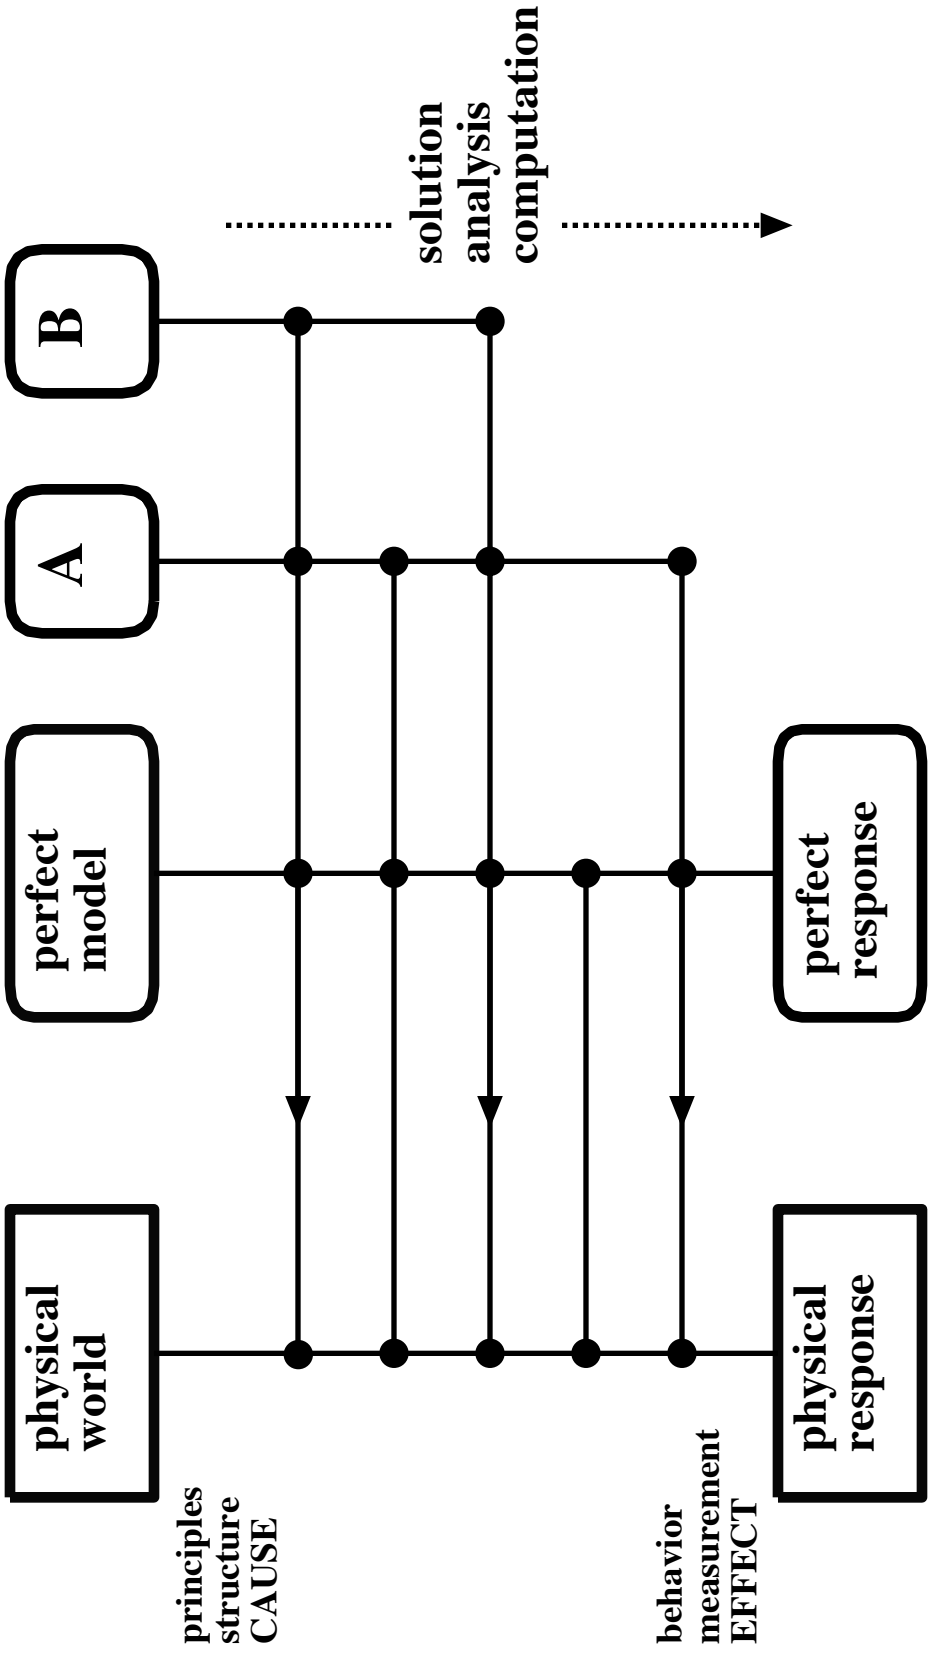 physical
world
perfect
model
A
B
principles
structure
CAUSE
solution
analysis
computation
behavior
measurement
EFFECT
physical
response
perfect
response